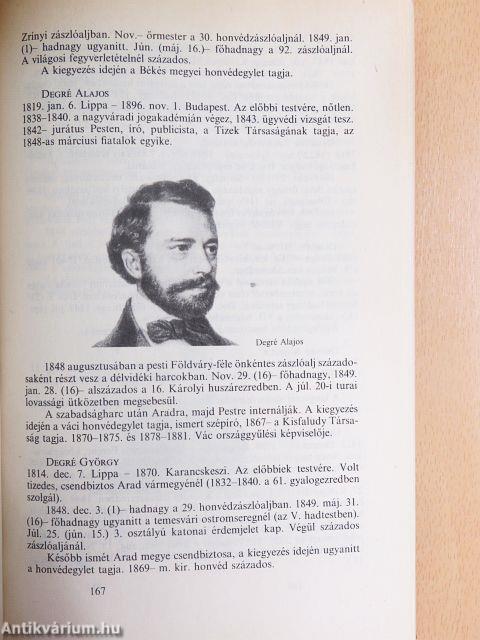 Zrínyi zászlóaljban. Nov.– őrmester a 30. honvédzászlóaljnál. 1849. jan.
(1)– hadnagy ugyanitt. Jún. (máj. 16.)– főhadnagy a 92. zászlóaljnál.
A világosi fegyverletételnél százados.
A kiegyezés idején a Békés megyei honvédegylet tagja.
DEGRÉ ALAJOS
1819. jan. 6. Lippa – 1896. nov. 1. Budapest. Az előbbi testvére, nőtlen.
1838–1840. a nagyváradi jogakadémián végez, 1843. ügyvédi vizsgát tesz.
1842– jurátus Pesten, író, publicista, a Tizek Társaságának tagja, az
1848-as márciusi fiatalok egyike.
Degré Alajos
1848 augusztusában a pesti Földváry-féle önkéntes zászlóalj százado-
saként részt vesz a délvidéki harcokban. Nov. 29. (16)– főhadnagy, 1849.
jan. 28. (16)– alszázados a 16. Károlyi huszárezredben. A júl. 20-i turai
lovassági ütközetben megsebesül.
A szabadságharc után Aradra, majd Pestre internálják. A kiegyezés
idején a váci honvédegylet tagja, ismert szépíró, 1867– a Kisfaludy Társa-
ság tagja. 1870–1875. és 1878–1881. Vác országgyűlési képviselője.
DEGRÉ GYÖRGY
1814. dec. 7. Lippa – 1870. Karancskeszi. Az előbbiek testvére. Volt
tizedes, csendbiztos Arad vármegyénél (1832–1840. a 61. gyalogezredben
szolgál).
1848. dec. 3. (1)– hadnagy a 29. honvédzászlóaljnál. 1849. máj. 31.
(16)– főhadnagy ugyanitt a temesvári ostromseregnél (az V. hadtestben).
Júl. 25. (jún. 15.) 3. osztályú katonai érdemjelet kap. Végül százados
zászlóaljánál.
Később ismét Arad megye csendbiztosa, a kiegyezés idején ugyanitt
a honvédegylet tagja. 1869– m. kir. honvéd százados.
167
Antikvárium.hu